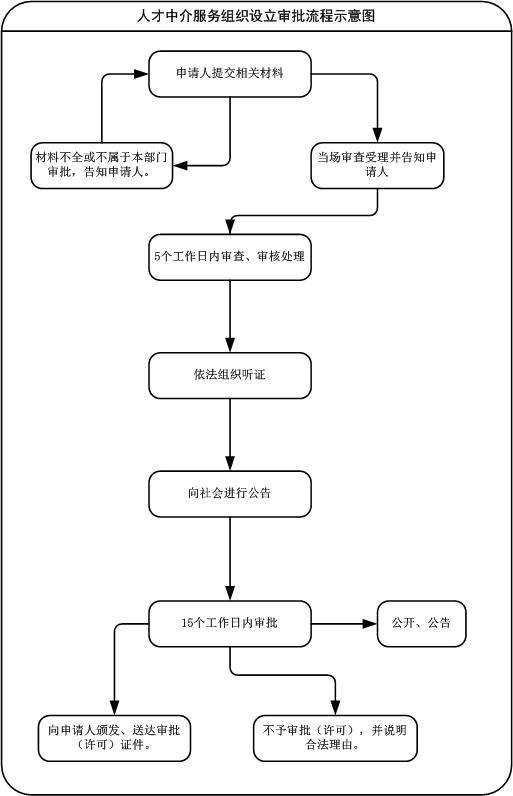 人才中介服务组织设立审批流程示意图
申请人提交相关材料
材料不全或不属于本部门
审批，告知申请人。
当场审查受理并告知申
请人
5个工作日内审查、审核处理
依法组织听证
向社会进行公告
15个工作日内审批
公开、公告
向申请人颁发、送达审批
（许可）证件。
不予审批（许可），并说明
合法理由。